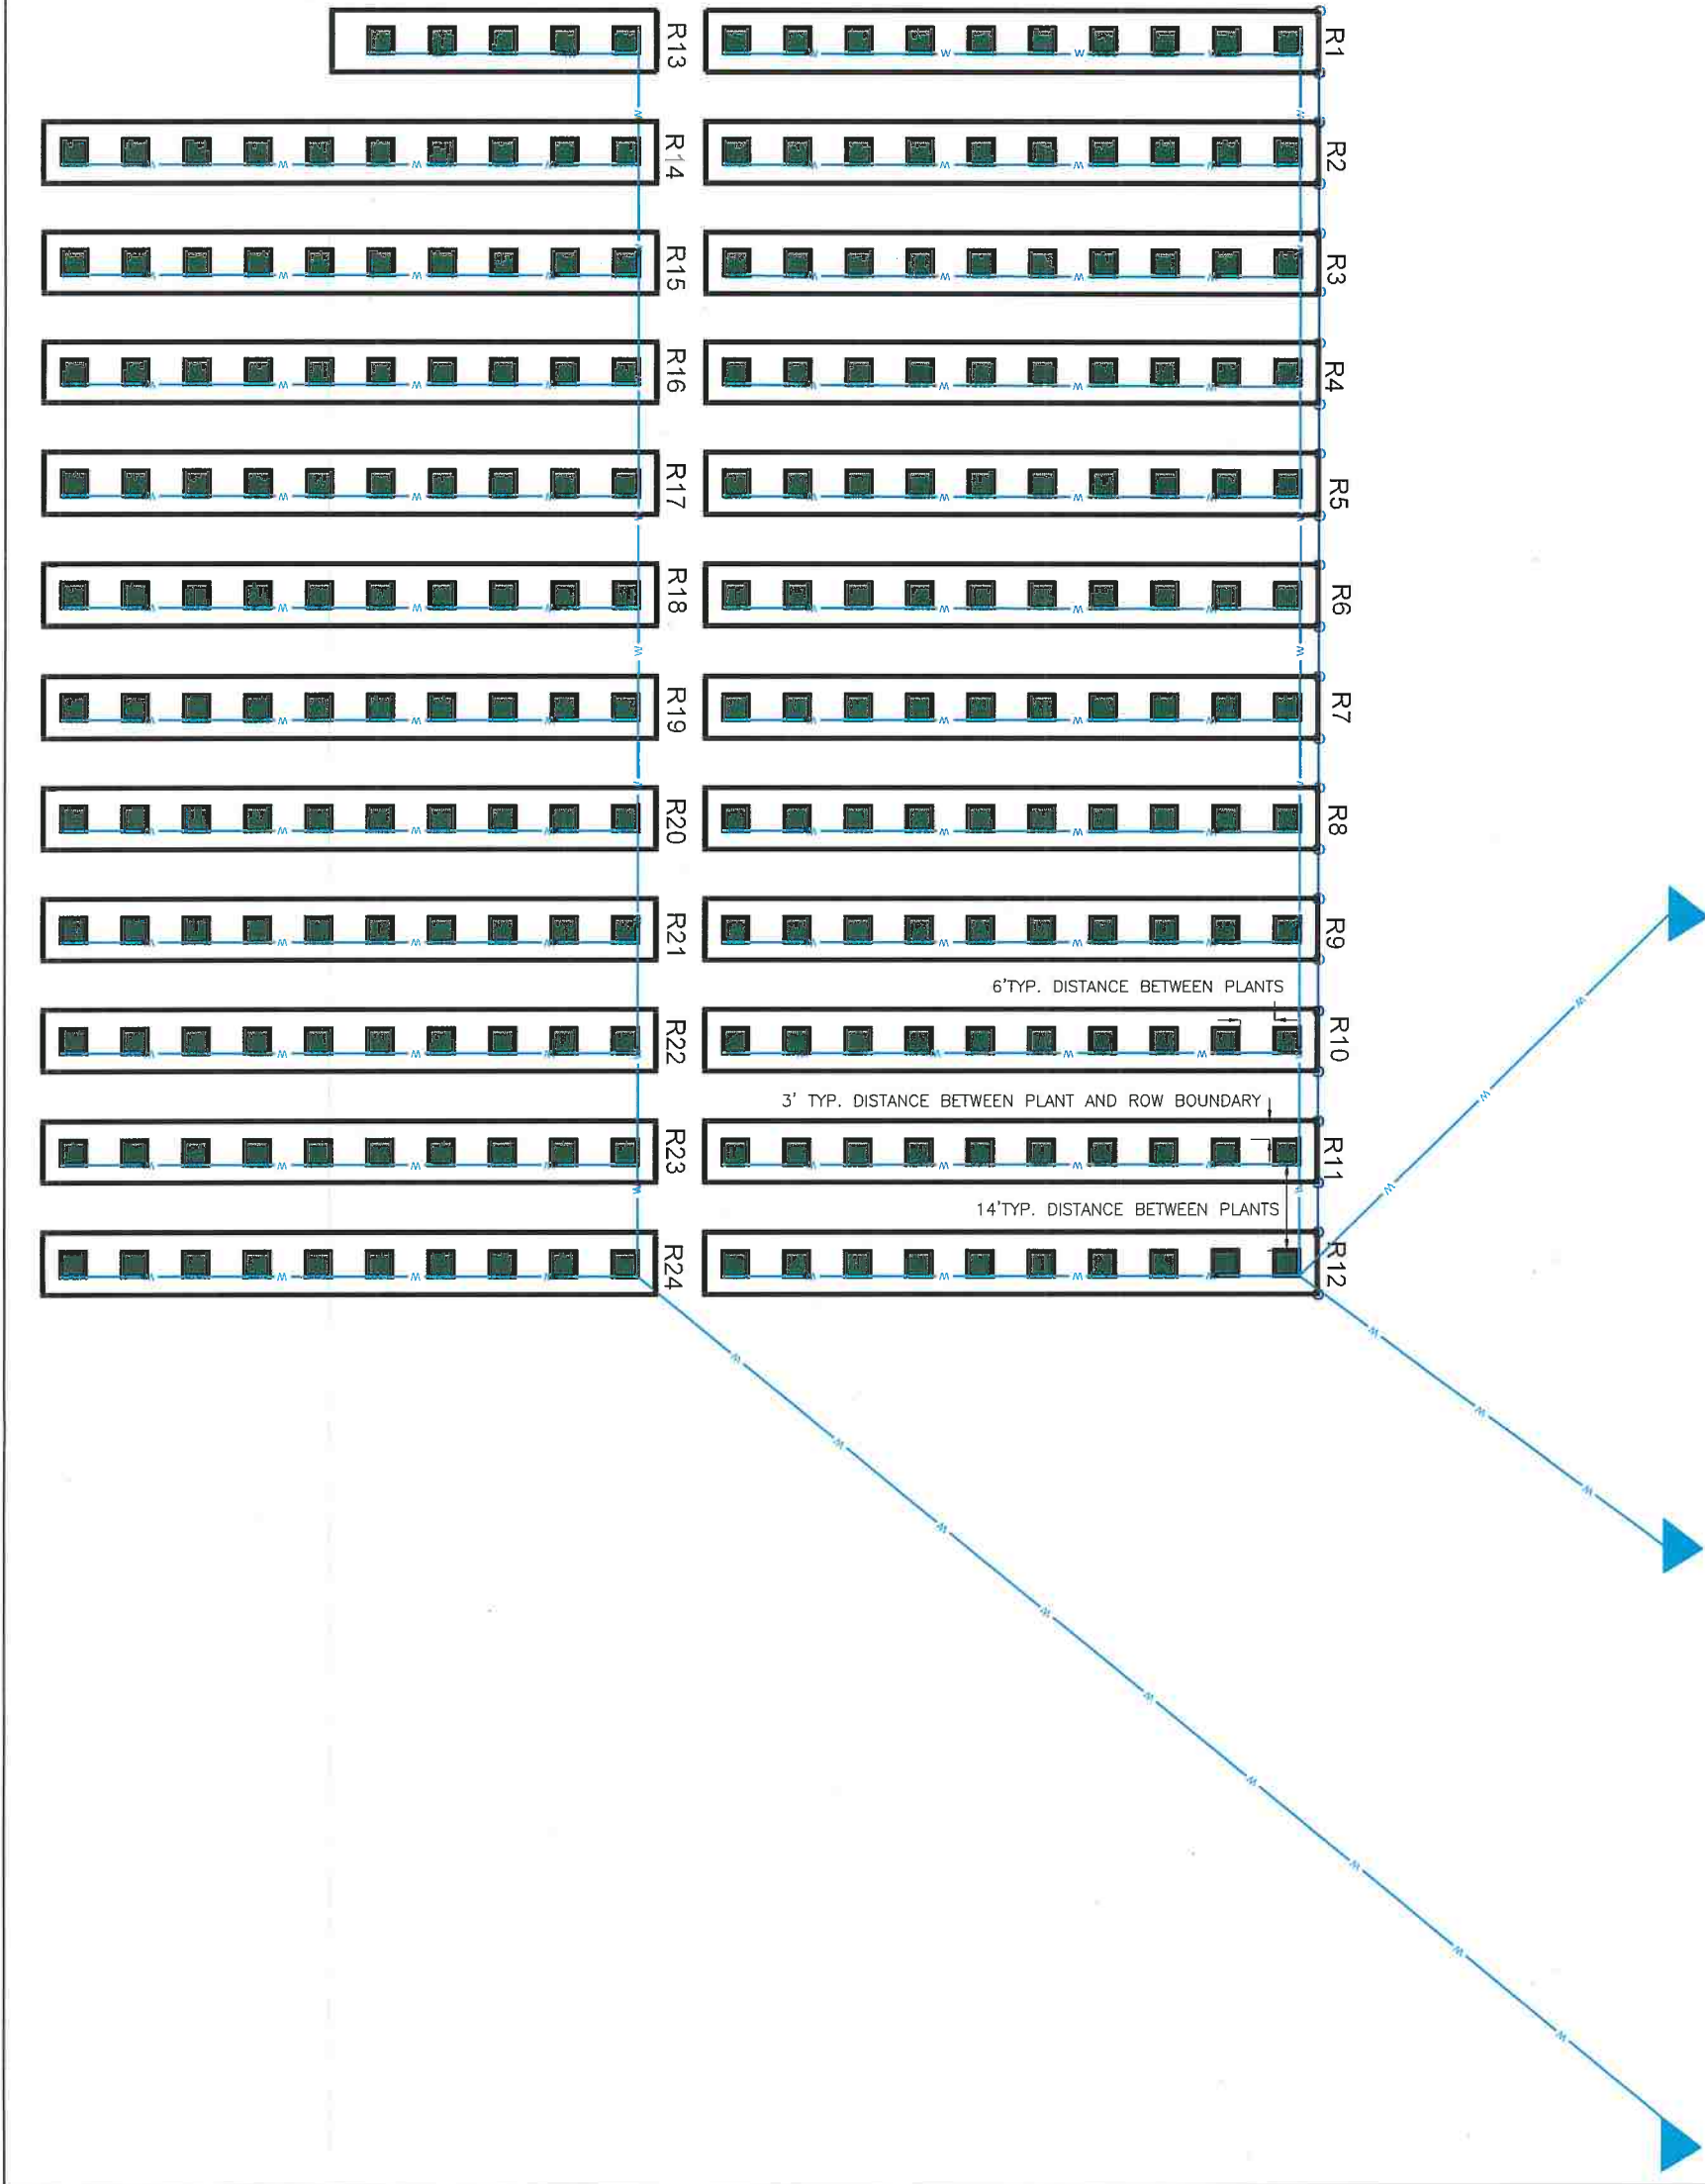 R13
R1
R14
R2
R15
R3
R16
R4
R17
R5
R18
R6
R19
R7
R20
R8
R21
R9
6'TYP. DISTANCE BETWEEN PLANTS
R22
R10
3' TYP. DISTANCE BETWEEN PLANT AND ROW BOUNDARY
R23
R11
14'TYP. DISTANCE BETWEEN PLANTS
R24
R12